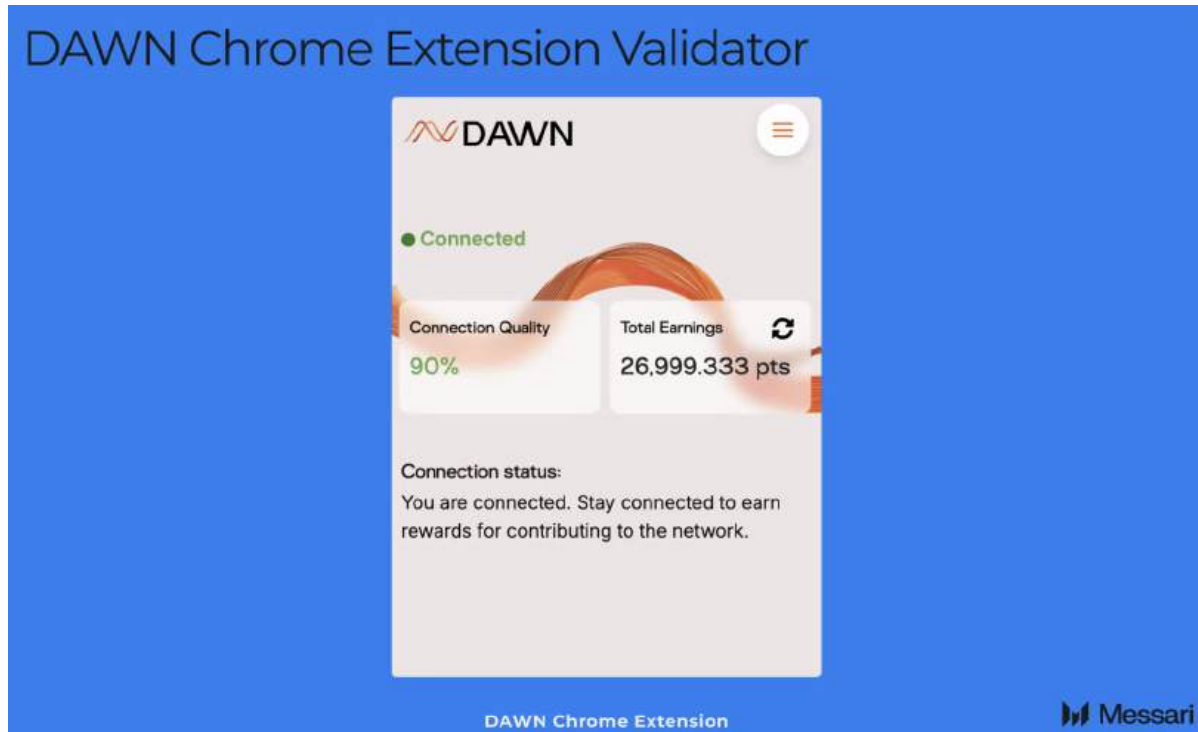 DAWN Chrome Extension Validator
DAWN
Connected
Connection Quality
90%
Total Earnings
26,999.333 pts
Connection status:
You are connected. Stay connected to earn
rewards for contributing to the network.
DAWN Chrome Extension
Messari